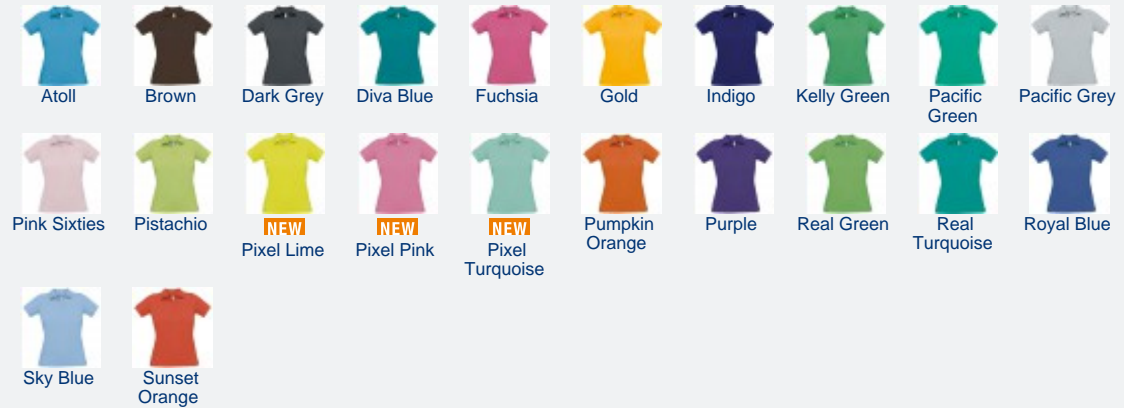 Atoll
Brown
Dark Grey
Diva Blue
Fuchsia
Gold
Indigo
Kelly Green
Pacific
Green
Pacific Grey
Pink Sixties
Pistachio
NEW
Pixel Lime
NEW
Pixel Pink
NEW
Pixel
Turquoise
Pumpkin
Orange
Purple
Real Green
Real
Turquoise
Royal Blue
Sky Blue
Sunset
Orange